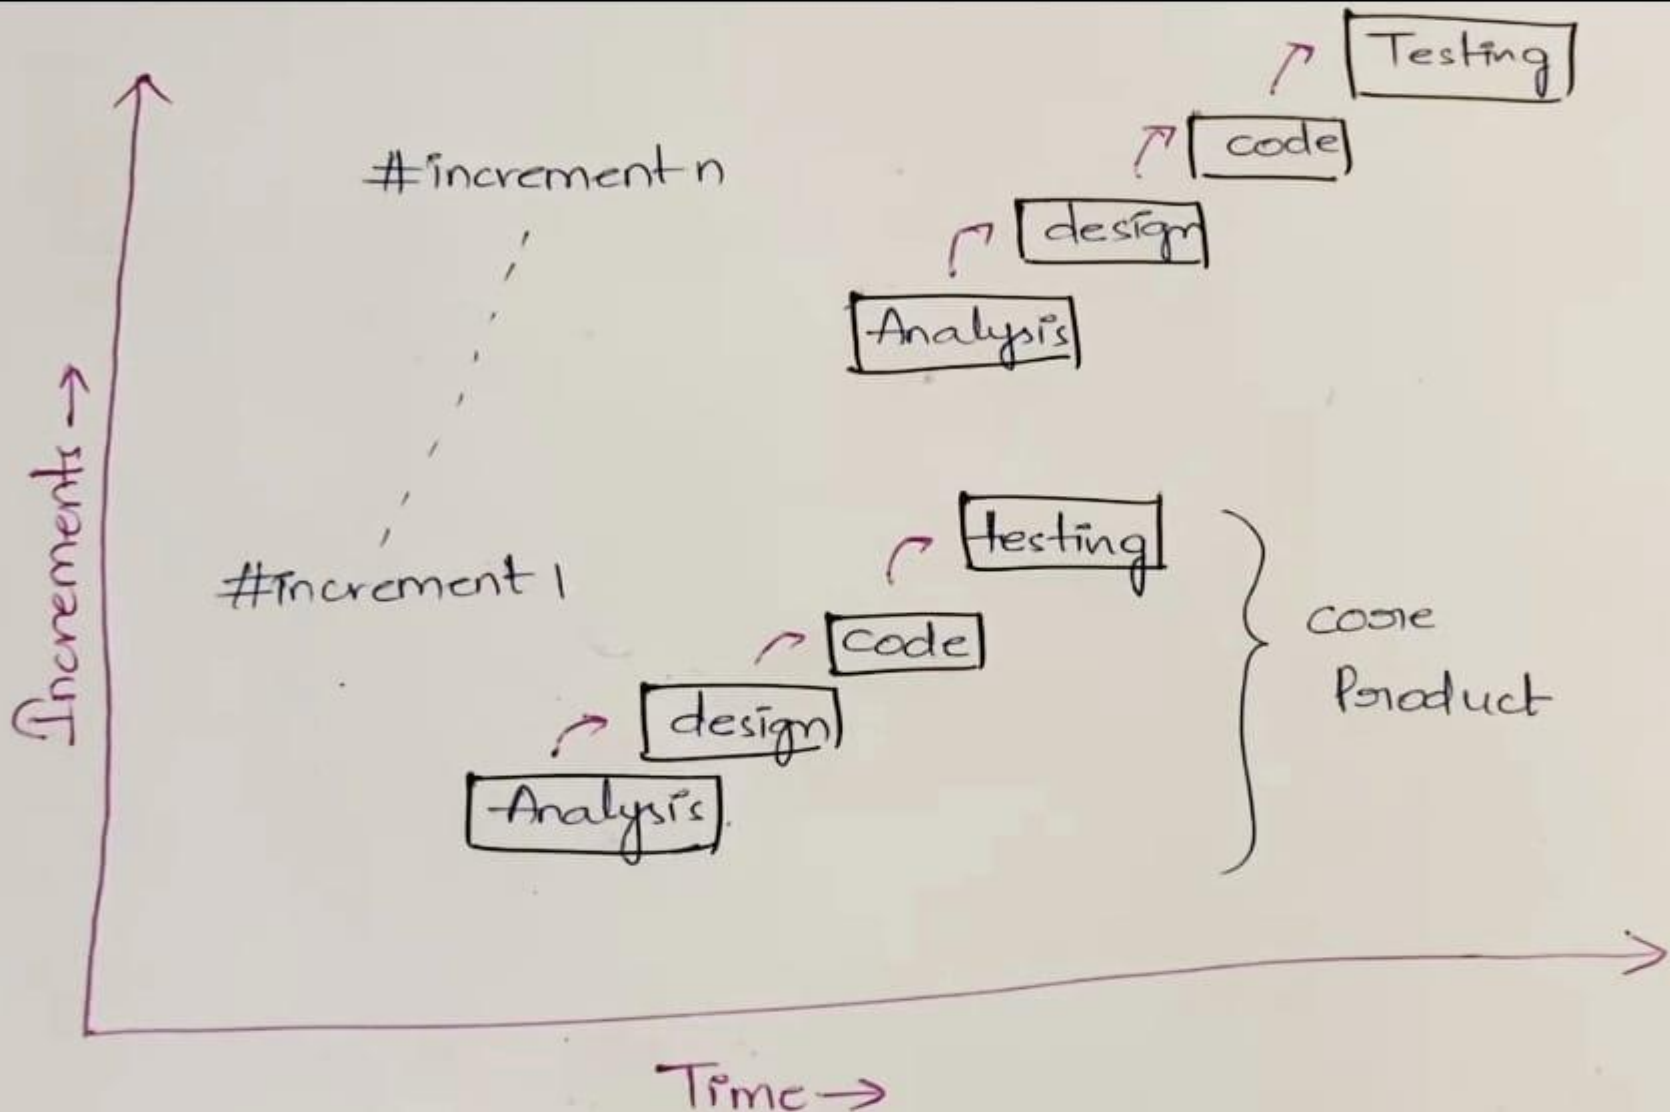 Testing
code
#increment n
design
Analysis
testing
#increment 1
code
core
Product
design
Analysis
Increments →
Time →